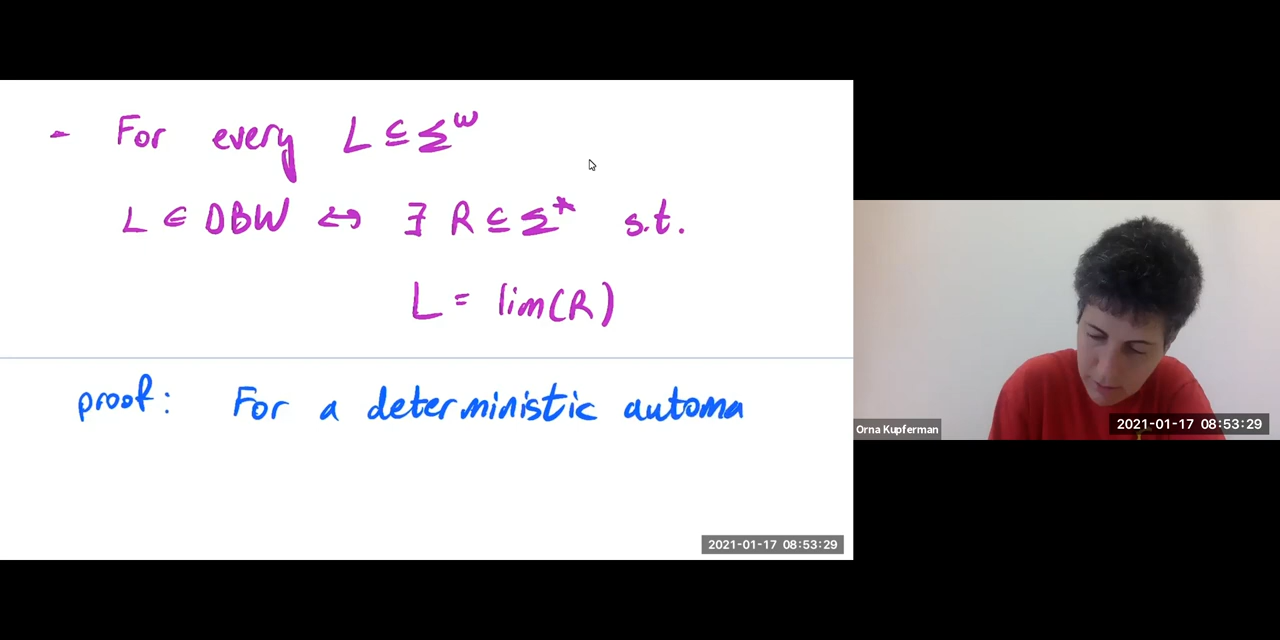 - For every L ⊆ Σ^ω
L ∈ DBW ⟺ ∃ R ⊆ Σ* s.t.
L = lim(R)
proof: For a deterministic automa
Orna Kupferman
2021-01-17 08:53:29
2021-01-17 08:53:29